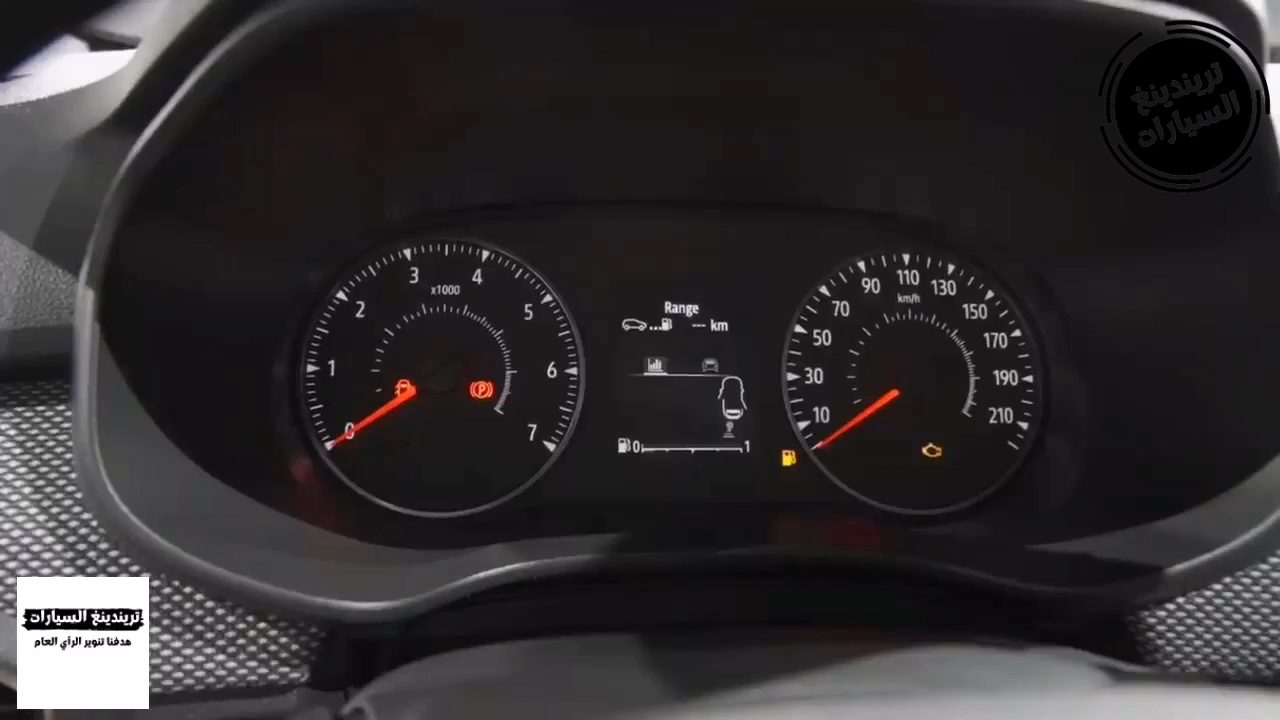 تريندينغ
السيارات
0
1
2
3
4
5
6
7
x1000
P
Range
--- km
0
1
10
30
50
70
90
110
130
150
170
190
210
km/h
تريندينغ السيارات
هدفنا تنوير الرأي العام